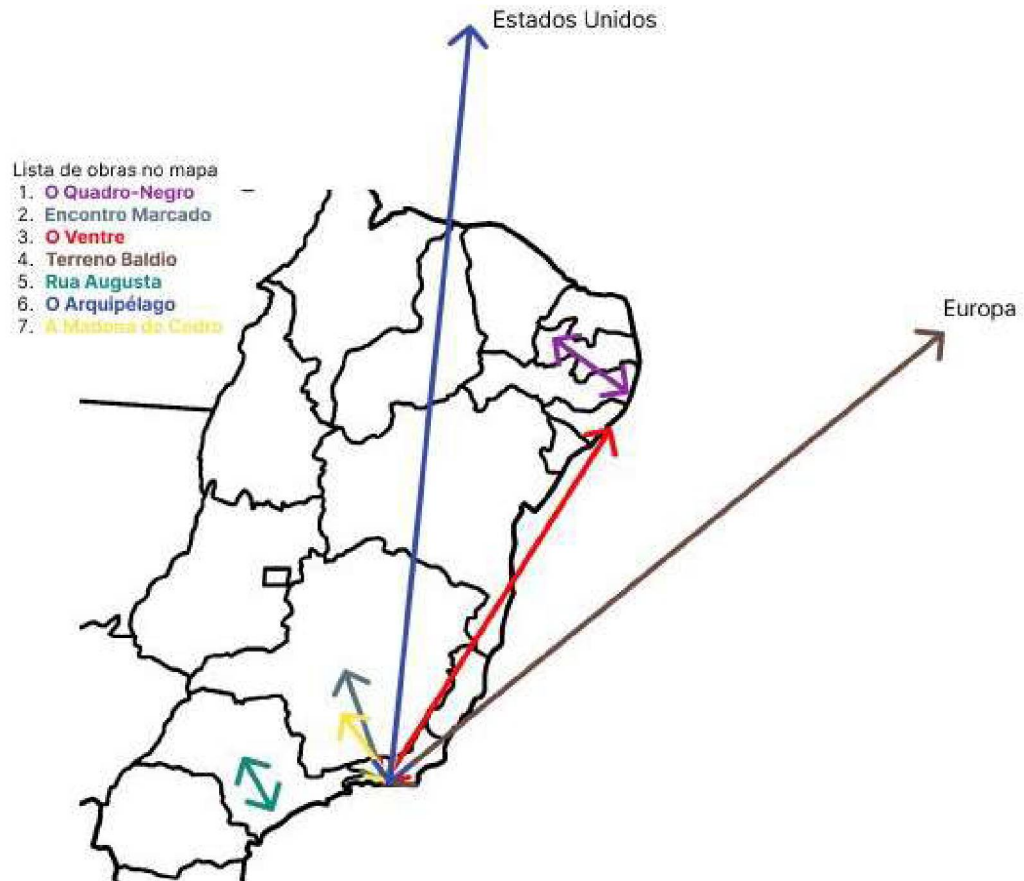 Estados Unidos
Lista de obras no mapa
1. O Quadro-Negro
2. Encontro Marcado
3. O Ventre
4. Terreno Baldio
5. Rua Augusta
6. O Arquipélago
7. A Madona de Cedro
Europa